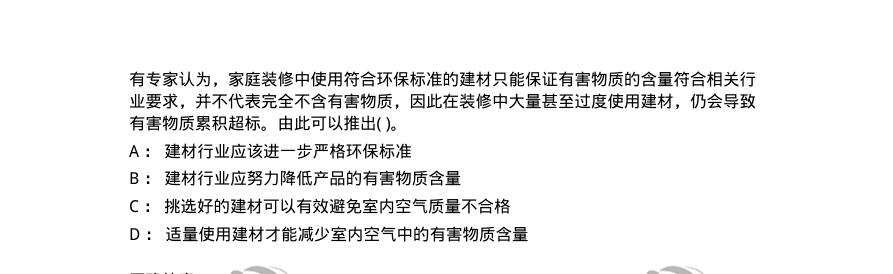 有专家认为，家庭装修中使用符合环保标准的建材只能保证有害物质的含量符合相关行
业要求，并不代表完全不含有害物质，因此在装修中大量甚至过度使用建材，仍会导致
有害物质累积超标。由此可以推出( )。
A： 建材行业应该进一步严格环保标准
B： 建材行业应努力降低产品的有害物质含量
C： 挑选好的建材可以有效避免室内空气质量不合格
D： 适量使用建材才能减少室内空气中的有害物质含量